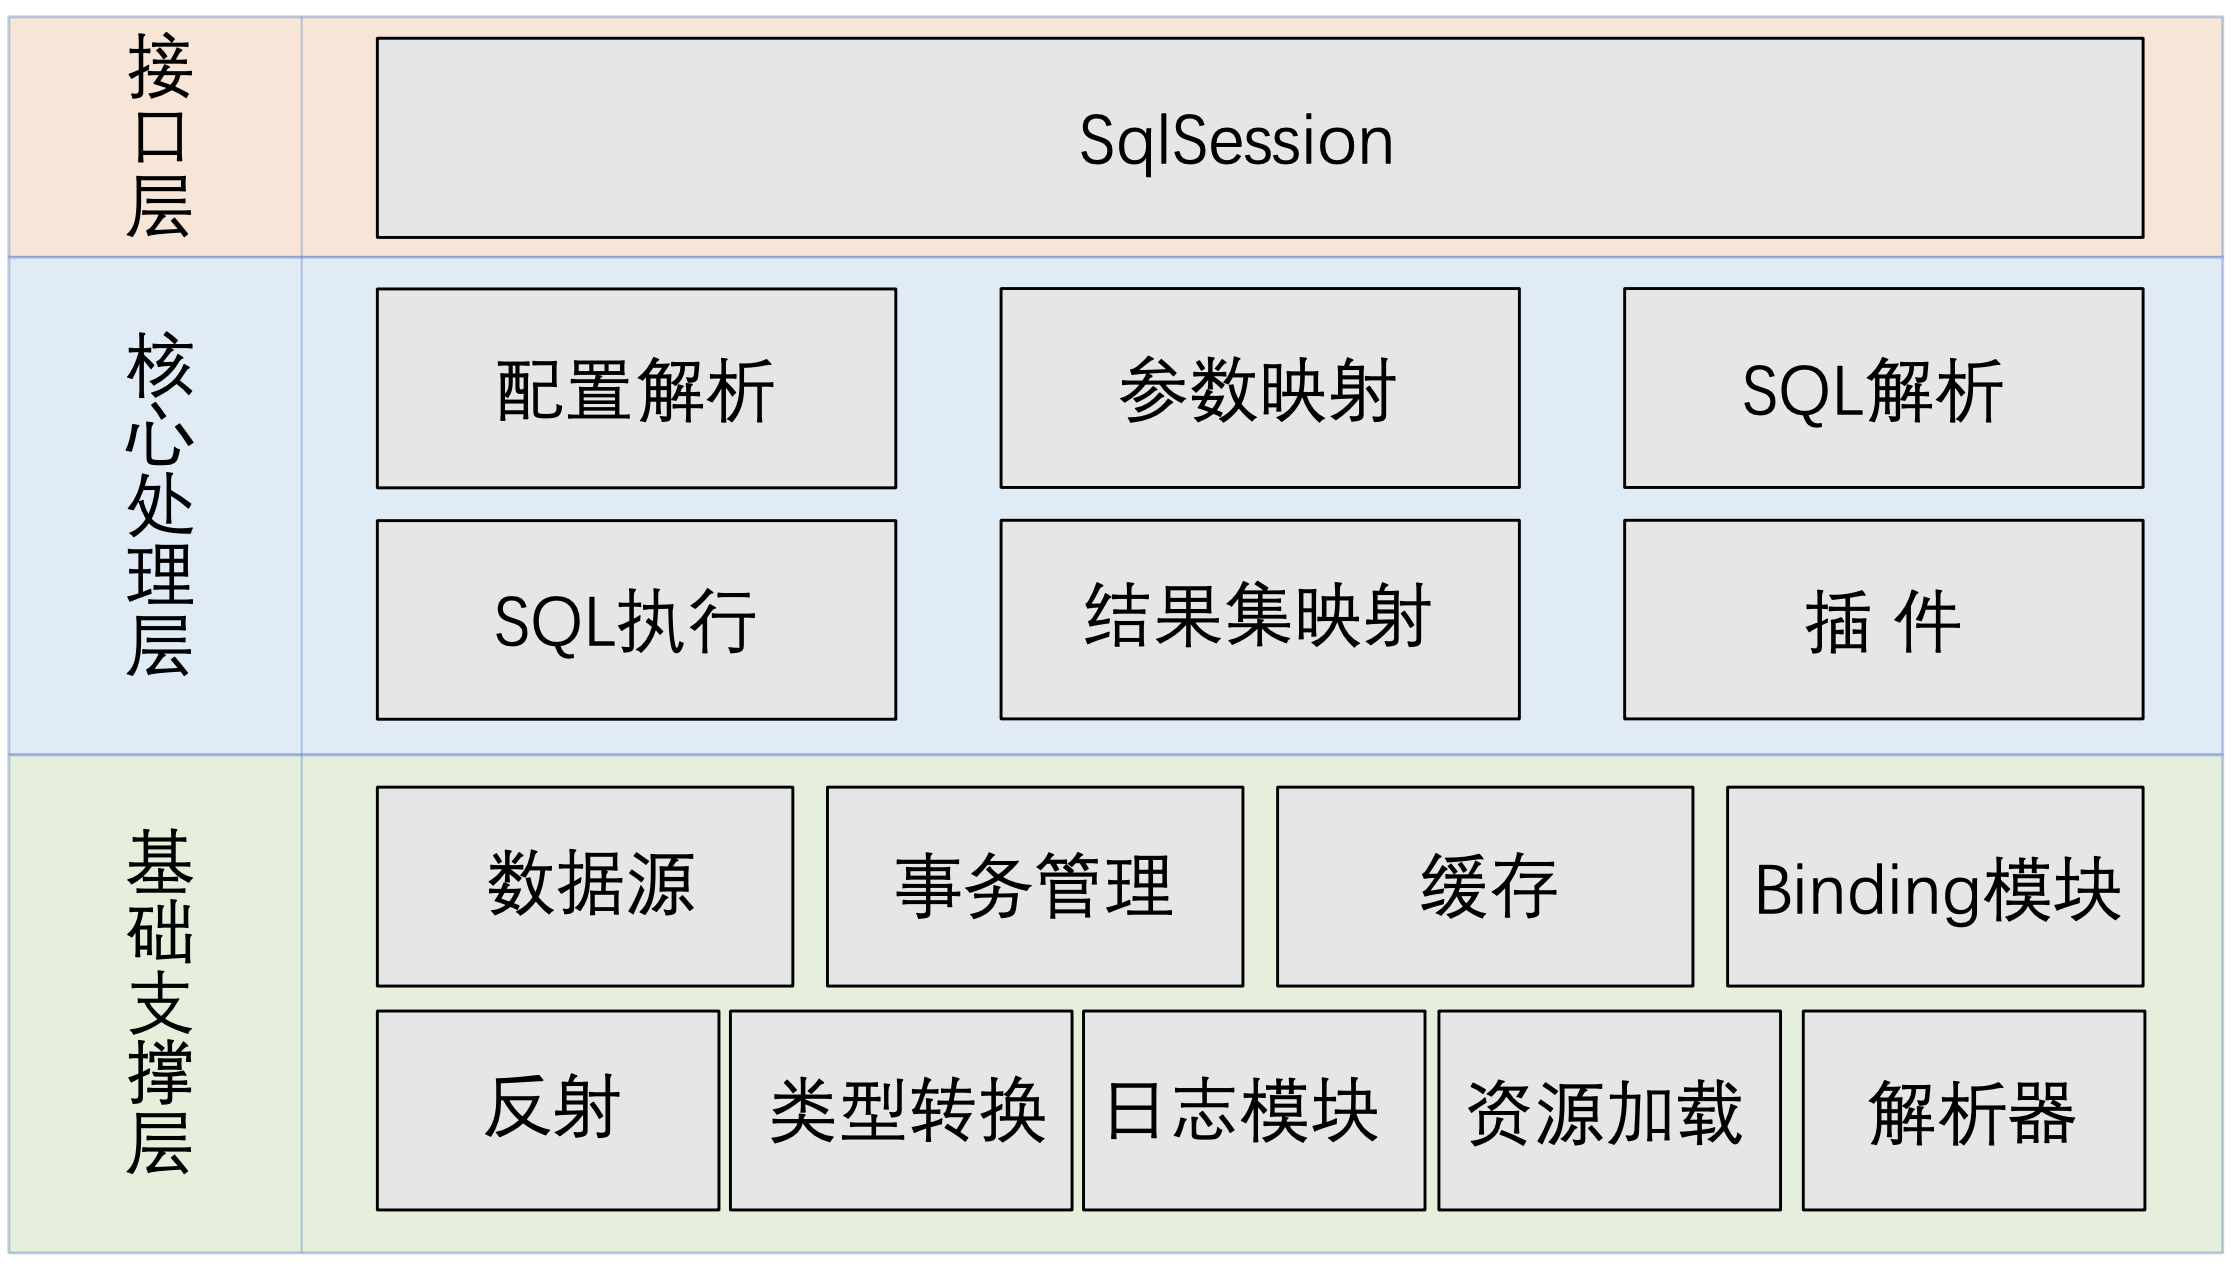 接口层
SqlSession
核心处理层
配置解析
参数映射
SQL解析
SQL执行
结果集映射
插 件
基础支撑层
数据源
事务管理
缓存
Binding模块
反射
类型转换
日志模块
资源加载
解析器